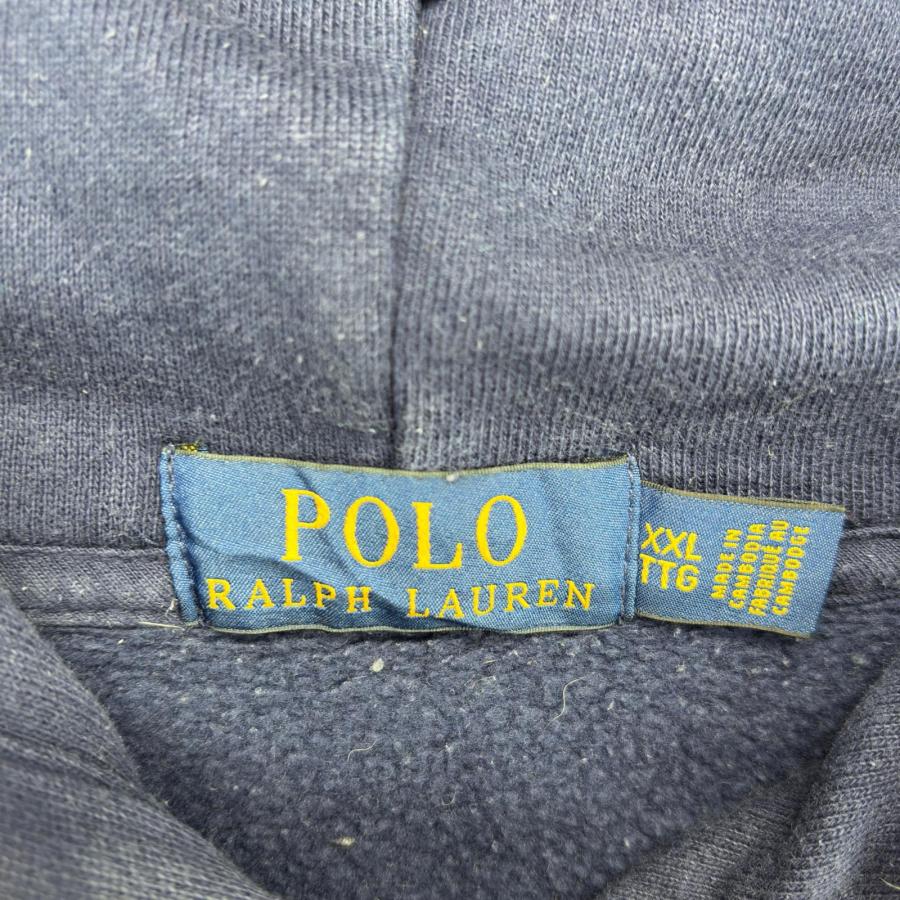 POLO
RALPH LAUREN
XXL
TTG
MADE IN
CAMBODIA
FABRIQUÉ AU
CAMBODGE